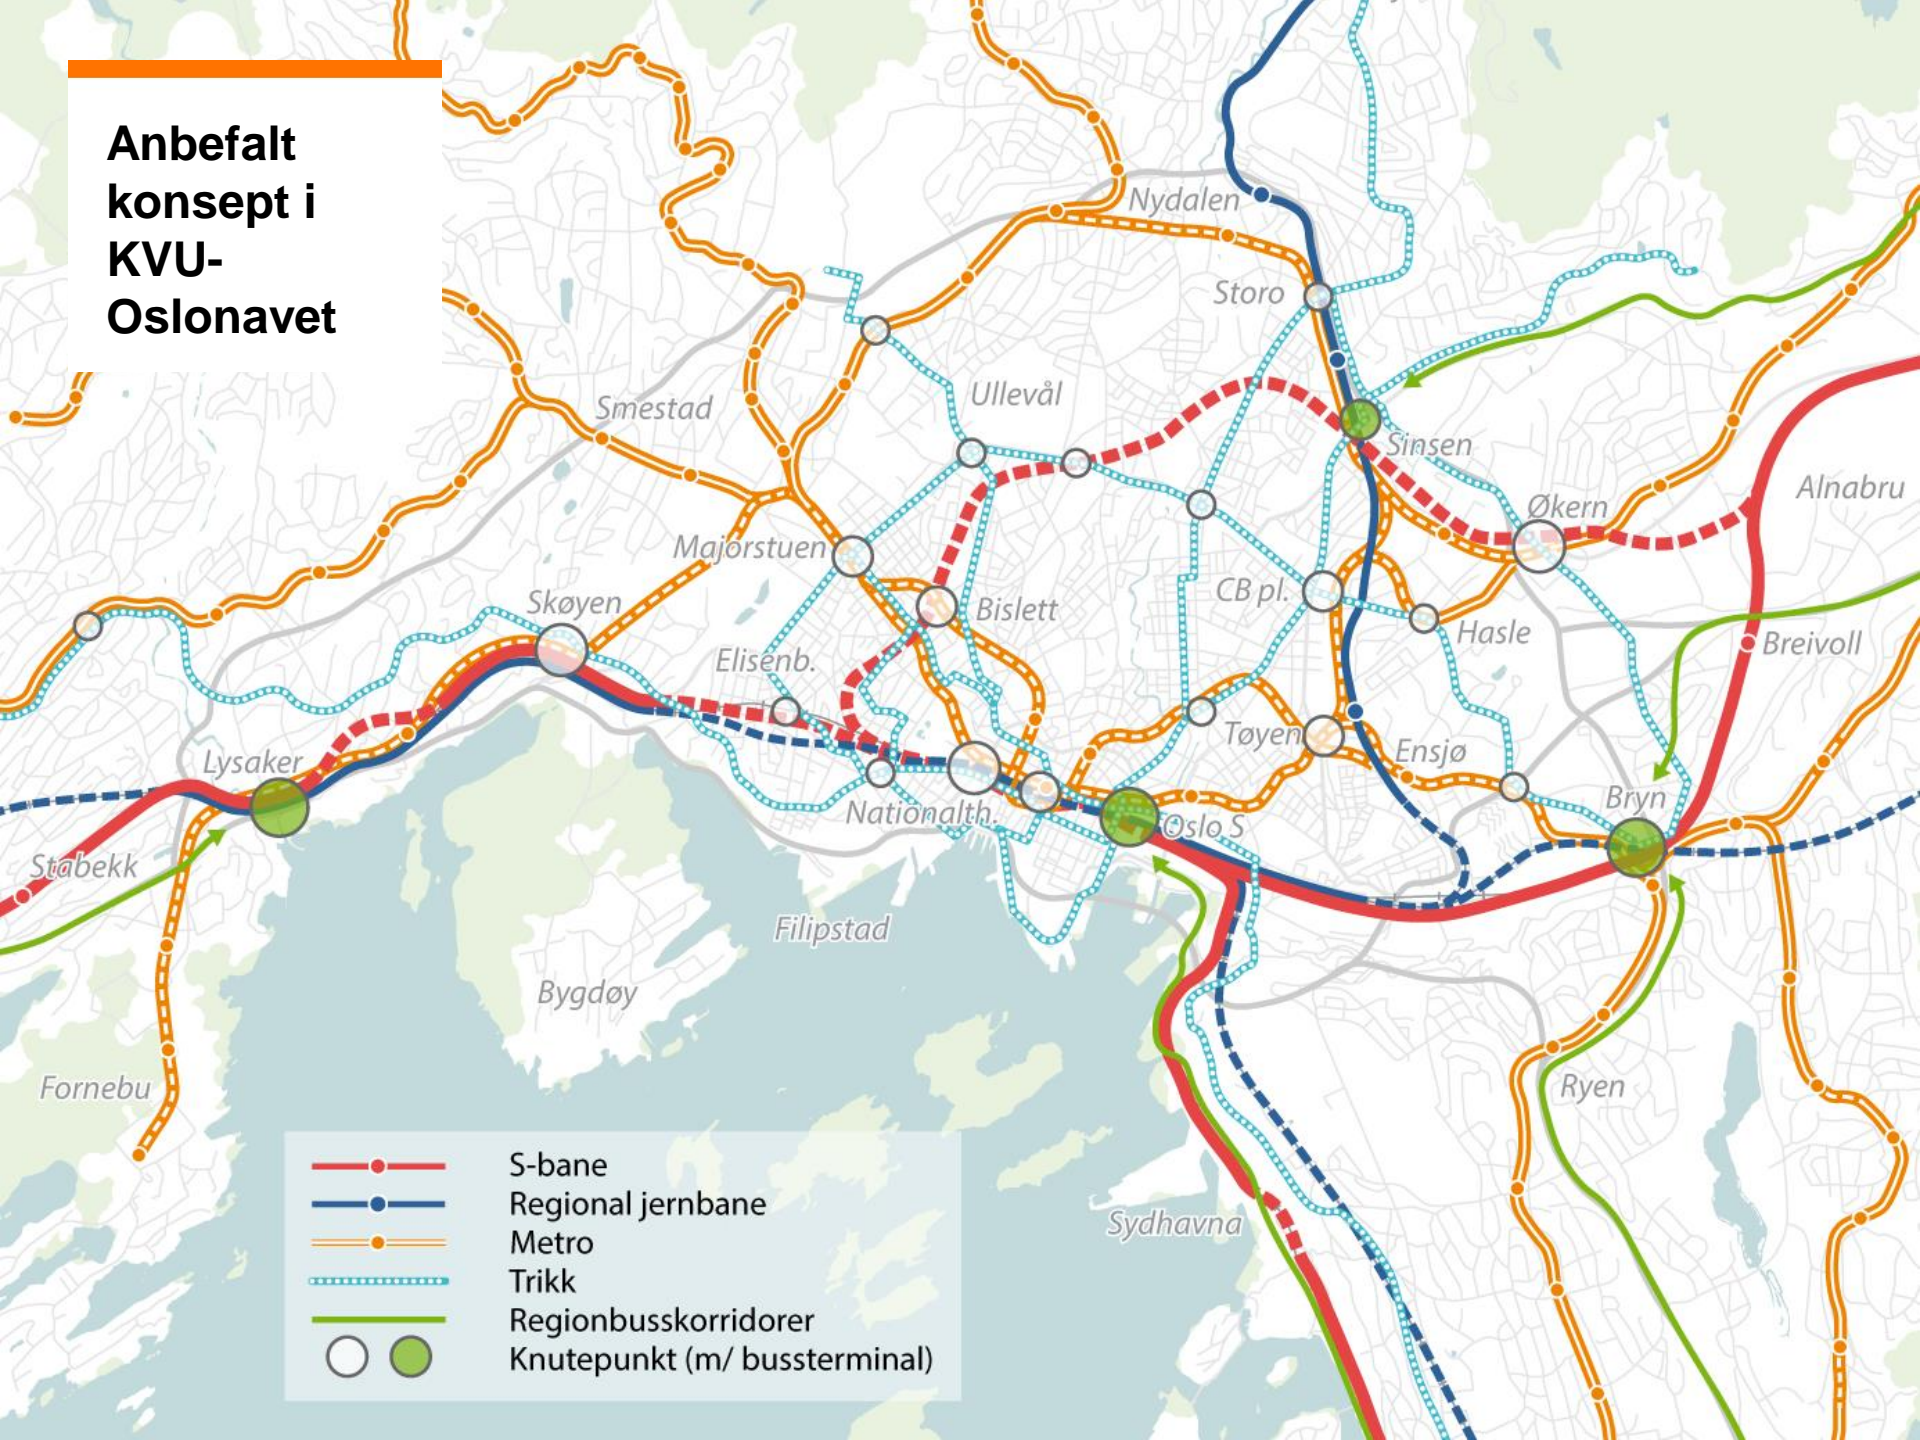 Anbefalt
konsept i
KVU-
Oslonavet
Nydalen
Storo
Ullevål
Smestad
Sinsen
Alnabru
Økern
Majorstuen
CB pl.
Skøyen
Bislett
Hasle
Breivoll
Elisenb.
Tøyen
Ensjø
Lysaker
Bryn
Nationalth.
Oslo S
Stabekk
Filipstad
Bygdøy
Fornebu
Ryen
Sydhavna
S-bane
Regional jernbane
Metro
Trikk
Regionbusskorridorer
Knutepunkt (m/ bussterminal)